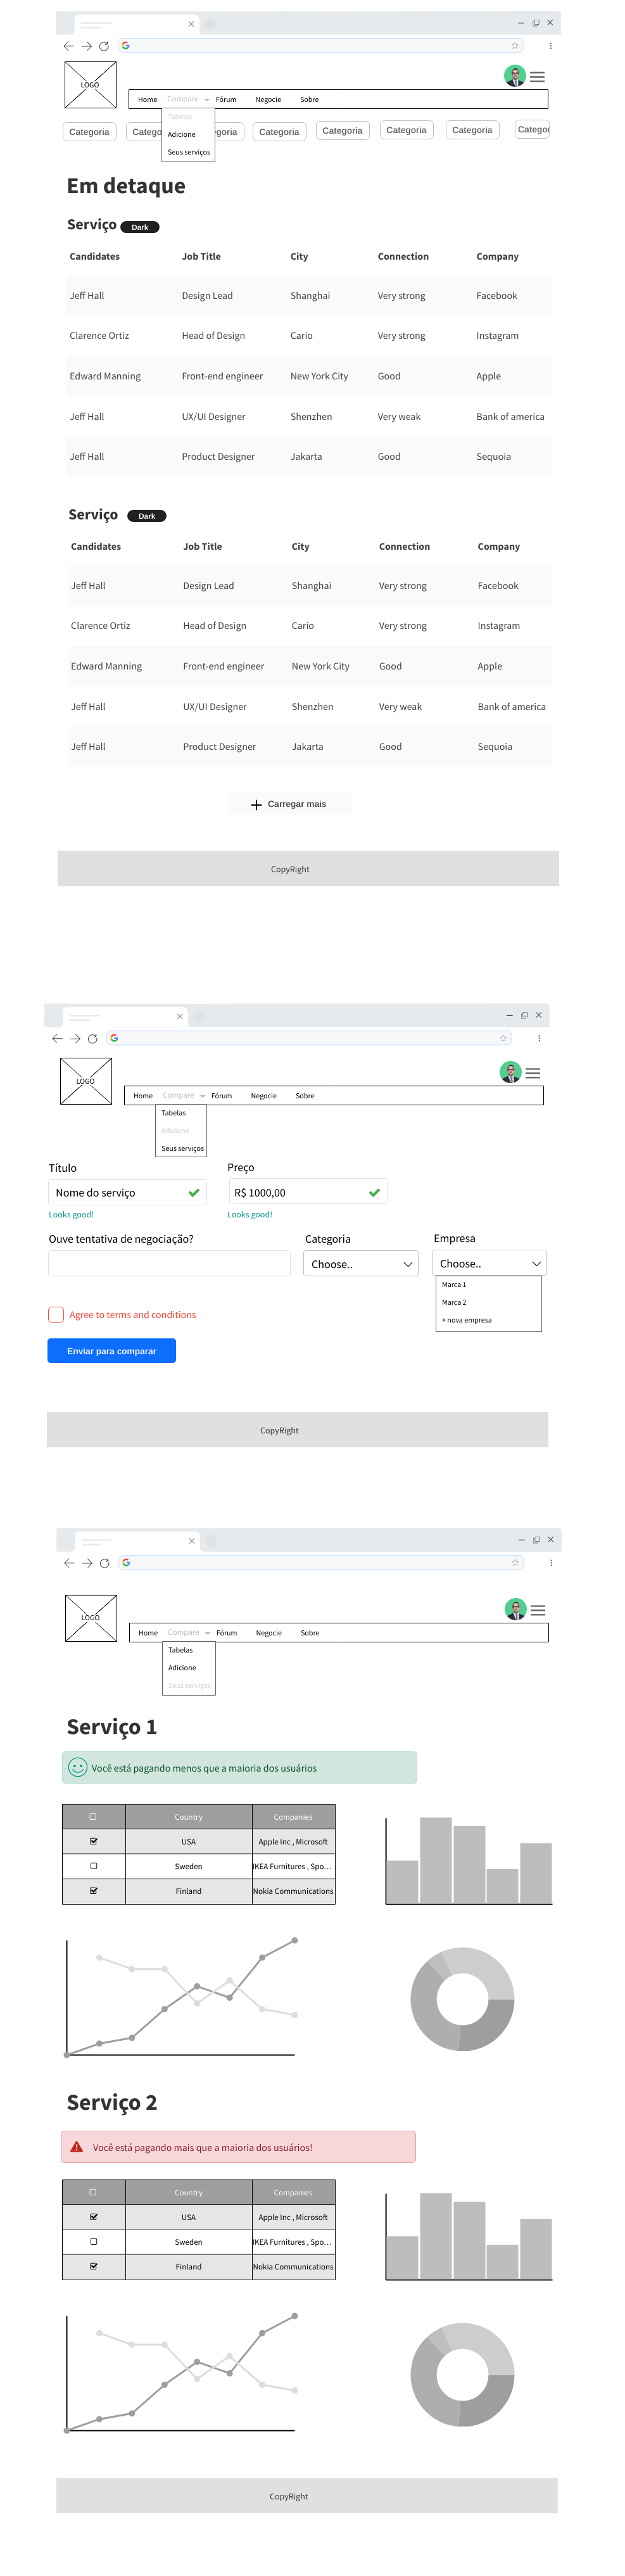 LOGO
Home Compare Fórum Negocie Sobre
Tabelas
Adicione
Seus serviços
Categoria Catego goria Categoria Categoria Categoria Categoria Categor
Em detaque
Serviço Dark
Candidates Job Title City Connection Company
Jeff Hall Design Lead Shanghai Very strong Facebook
Clarence Ortiz Head of Design Cario Very strong Instagram
Edward Manning Front-end engineer New York City Good Apple
Jeff Hall UX/UI Designer Shenzhen Very weak Bank of america
Jeff Hall Product Designer Jakarta Good Sequoia
Serviço Dark
Candidates Job Title City Connection Company
Jeff Hall Design Lead Shanghai Very strong Facebook
Clarence Ortiz Head of Design Cario Very strong Instagram
Edward Manning Front-end engineer New York City Good Apple
Jeff Hall UX/UI Designer Shenzhen Very weak Bank of america
Jeff Hall Product Designer Jakarta Good Sequoia
Carregar mais
CopyRight
LOGO
Home Compare Fórum Negocie Sobre
Tabelas
Adicione
Seus serviços
Título Preço
Nome do serviço R$ 1000,00
Looks good! Looks good!
Ouve tentativa de negociação? Categoria Empresa
Choose.. Choose..
Marca 1
Marca 2
+ nova empresa
Agree to terms and conditions
Enviar para comparar
CopyRight
LOGO
Home Compare Fórum Negocie Sobre
Tabelas
Adicione
Seus serviços
Serviço 1
Você está pagando menos que a maioria dos usuários
Country Companies
USA Apple Inc , Microsoft
Sweden IKEA Furnitures , Spo...
Finland Nokia Communications
Serviço 2
Você está pagando mais que a maioria dos usuários!
Country Companies
USA Apple Inc , Microsoft
Sweden IKEA Furnitures , Spo...
Finland Nokia Communications
CopyRight